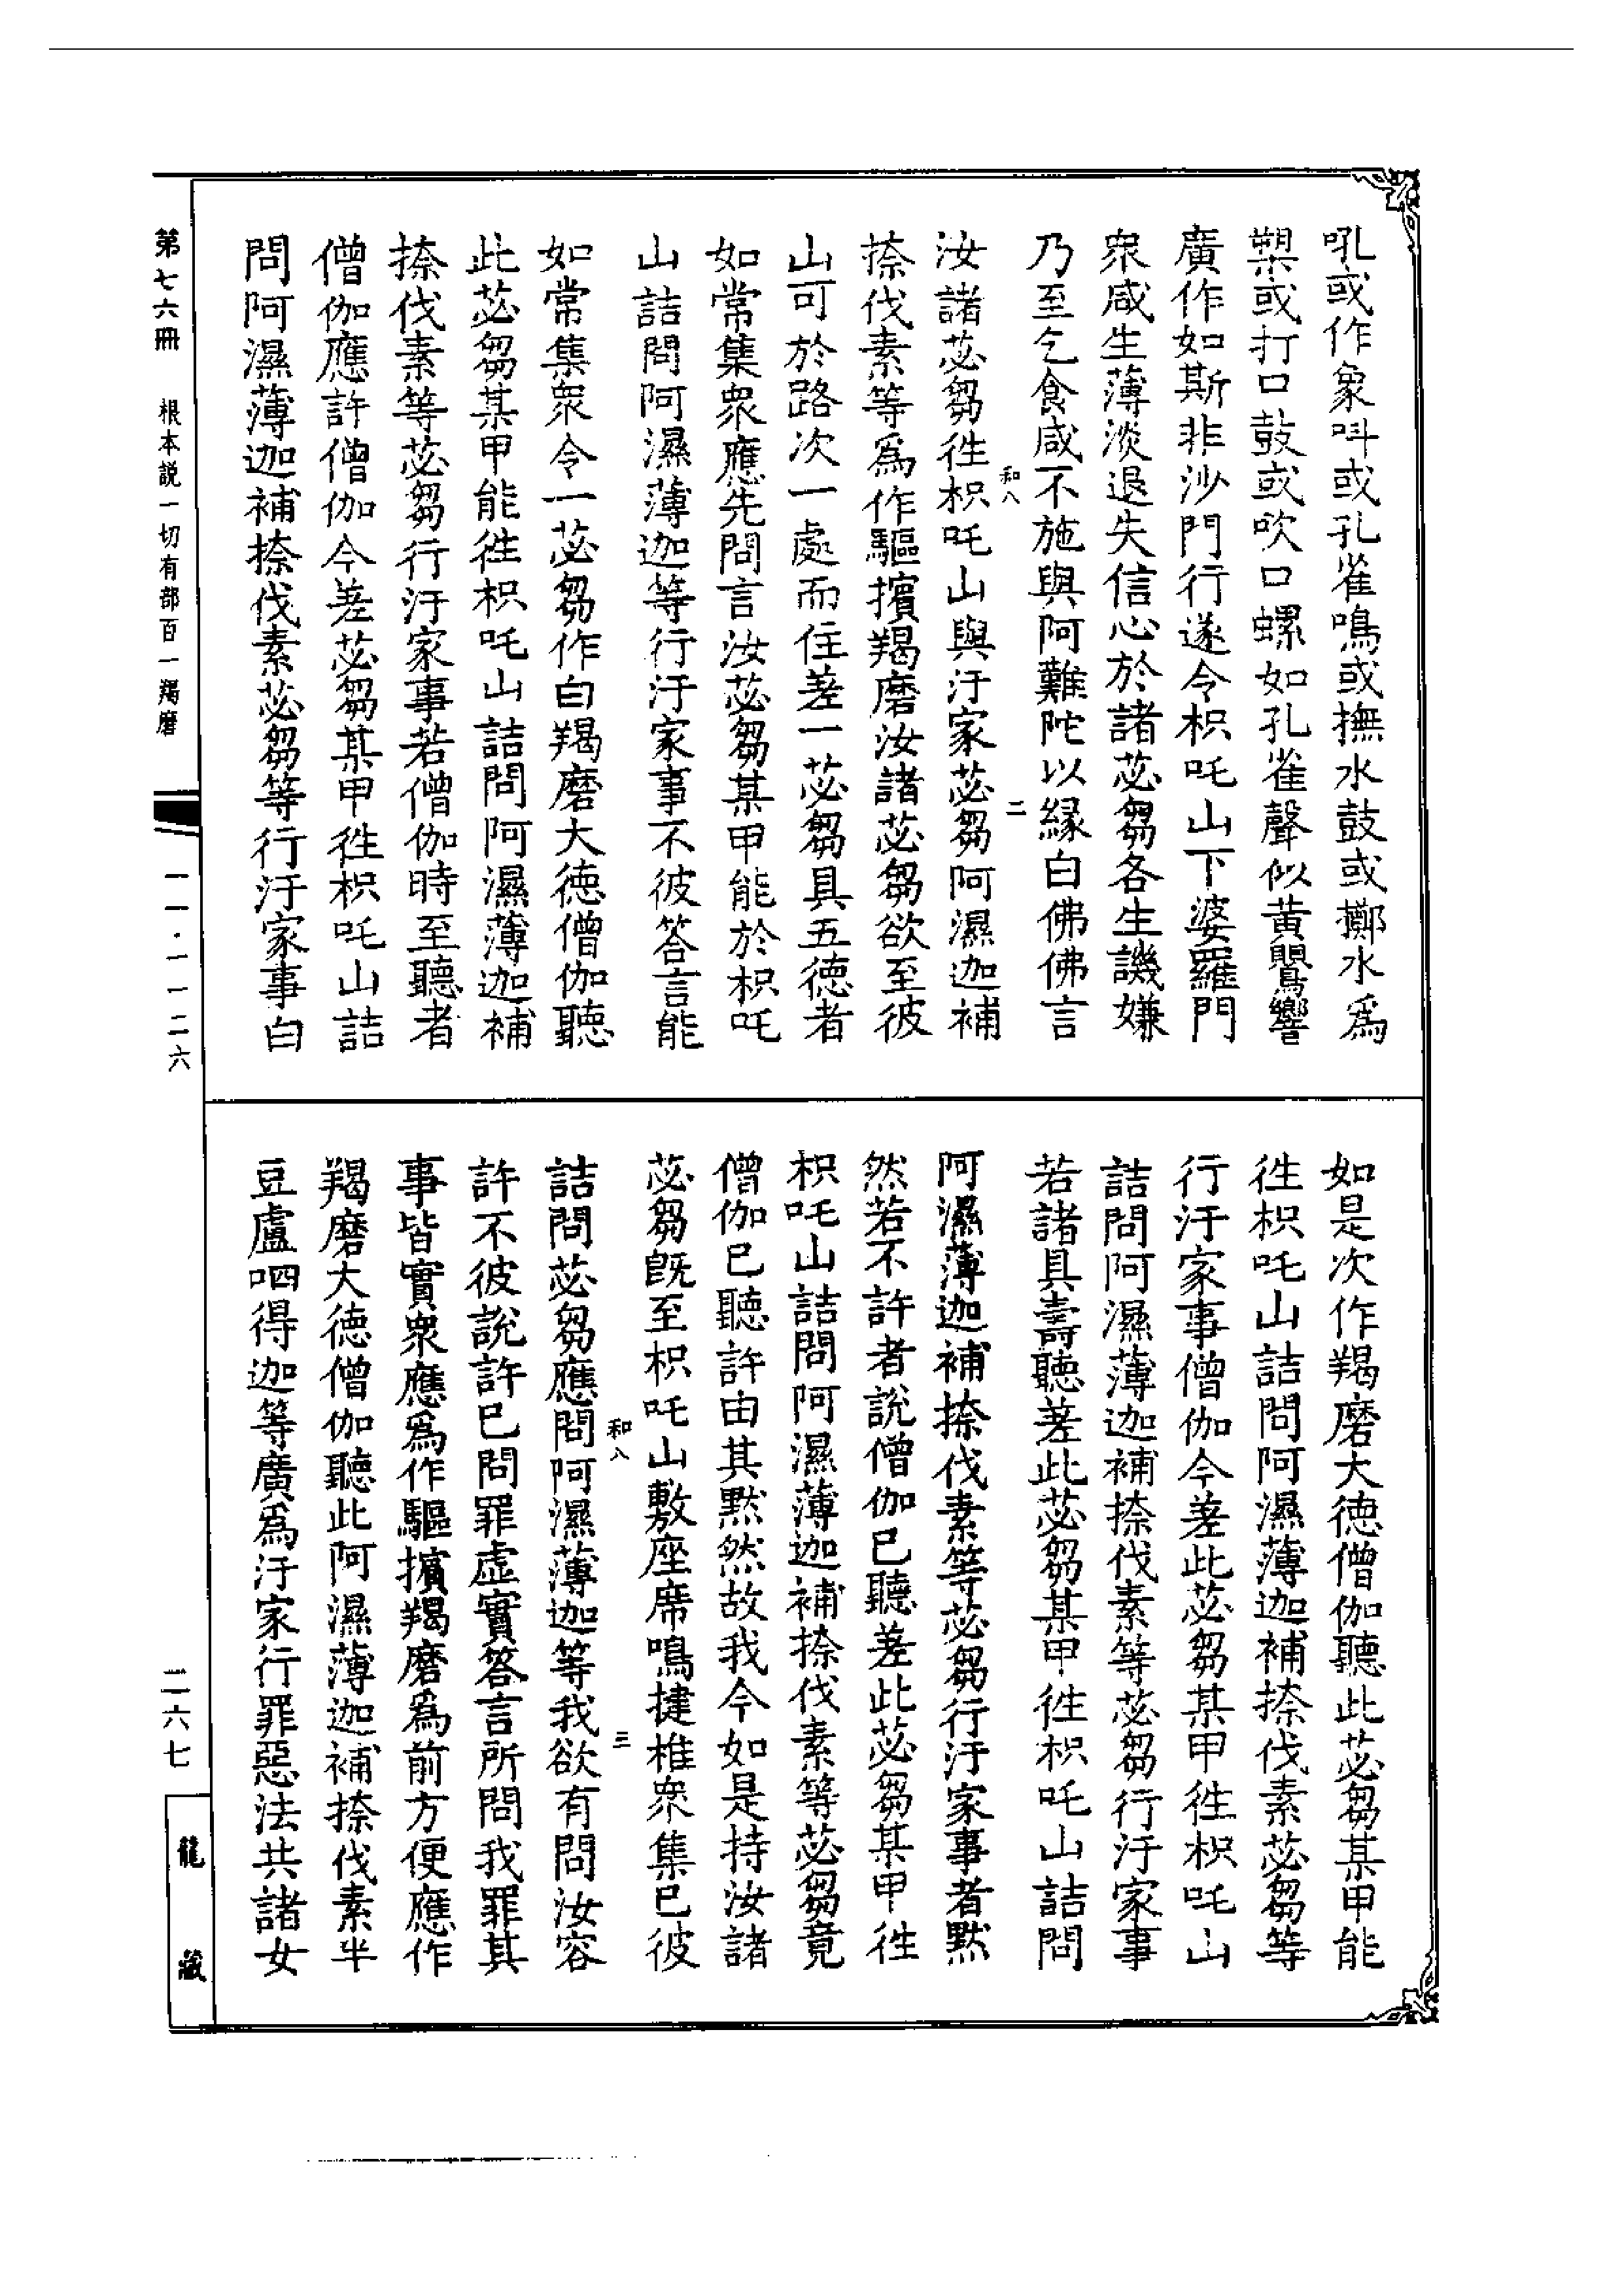 吼或作象吽或孔雀鳴或撫水鼓或擲水爲
槊或打口鼓或吹口螺如孔雀聲似黄鸎響
廣作如斯非沙門行遂令枳吒山下婆羅門
衆咸生薄淡退失信心於諸苾芻各生譏嫌
乃至乞食咸不施與阿難陀以緣白佛佛言
和八
二
汝諸苾芻徃枳吒山與汙家苾芻阿濕迦補
捺伐素等爲作驅擯羯磨汝諸苾芻欲至彼
山可於路次一處而住差一苾芻具五德者
如常集衆應先問言汝苾芻某甲能於枳吒
山詰問阿濕薄迦等行汙家事不彼答言能
如常集衆令一苾芻作白羯磨大德僧伽聽
此苾芻某甲能徃枳吒山詰問阿濕薄迦補
捺伐素等苾芻行汙家事若僧伽時至聽者
僧伽應許僧伽今差苾芻某甲徃枳吒山詰
問阿濕薄迦補捺伐素苾芻等行汙家事白
如是次作羯磨大德僧伽聽此苾芻某甲能
徃枳吒山詰問阿濕薄迦補捺伐素苾芻等
行汙家事僧伽今差此苾芻某甲徃枳吒山
詰問阿濕薄迦補捺伐素等苾芻行汙家事
若諸具壽聽差此苾芻某甲徃枳吒山詰問
阿濕薄迦補捺伐素等苾芻行汙家事者默
然若不許者說僧伽已聽差此苾芻某甲徃
枳吒山詰問阿濕薄迦補捺伐素等苾芻竟
僧伽已聽許由其默然故我今如是持汝諸
苾芻旣至枳吒山敷座席鳴揵椎衆集已彼
和八
三
詰問苾芻應問阿濕薄迦等我欲有問汝容
許不彼說許已問罪虛實答言所問我罪其
事皆實衆應爲作驅擯羯磨爲前方便應作
羯磨大德僧伽聽此阿濕薄迦補捺伐素半
豆盧呬得迦等廣爲汙家行罪惡法共諸女
第七六冊 根本説一切有部百一羯磨
一一·一一二六
二六七
龍藏